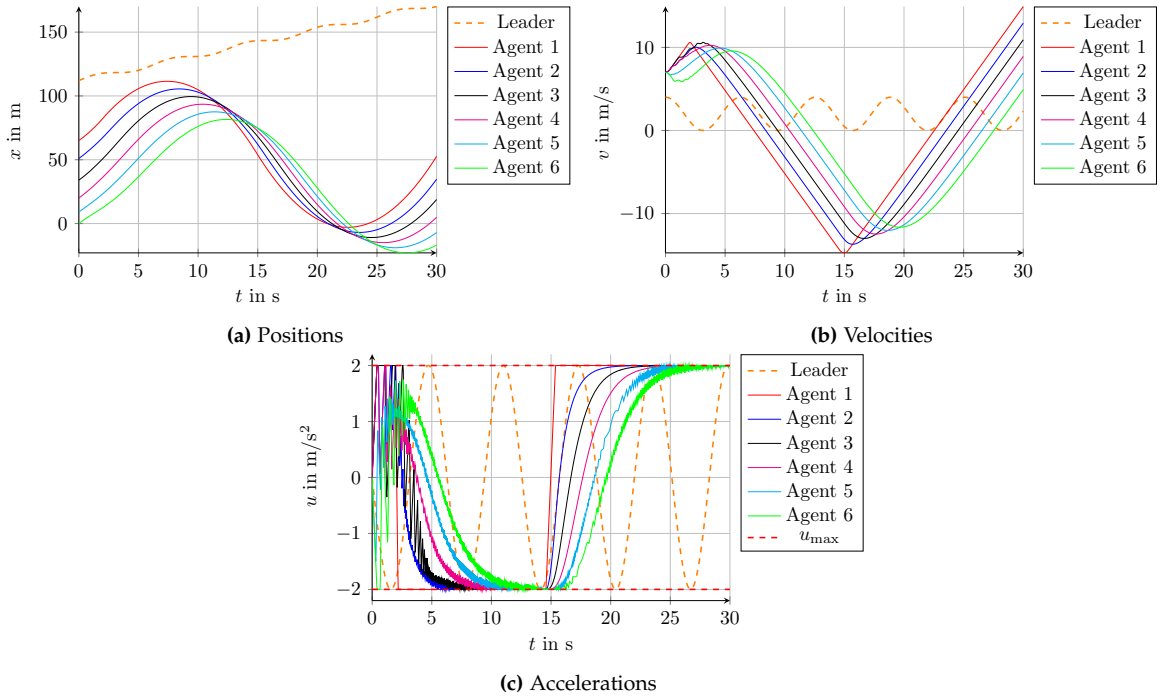 150
100
50
0
x in m
0 5 10 15 20 25 30
t in s
Leader
Agent 1
Agent 2
Agent 3
Agent 4
Agent 5
Agent 6
(a) Positions
10
0
−10
v in m/s
0 5 10 15 20 25 30
t in s
Leader
Agent 1
Agent 2
Agent 3
Agent 4
Agent 5
Agent 6
(b) Velocities
2
1
0
−1
−2
u in m/s²
0 5 10 15 20 25 30
t in s
Leader
Agent 1
Agent 2
Agent 3
Agent 4
Agent 5
Agent 6
u_max
(c) Accelerations